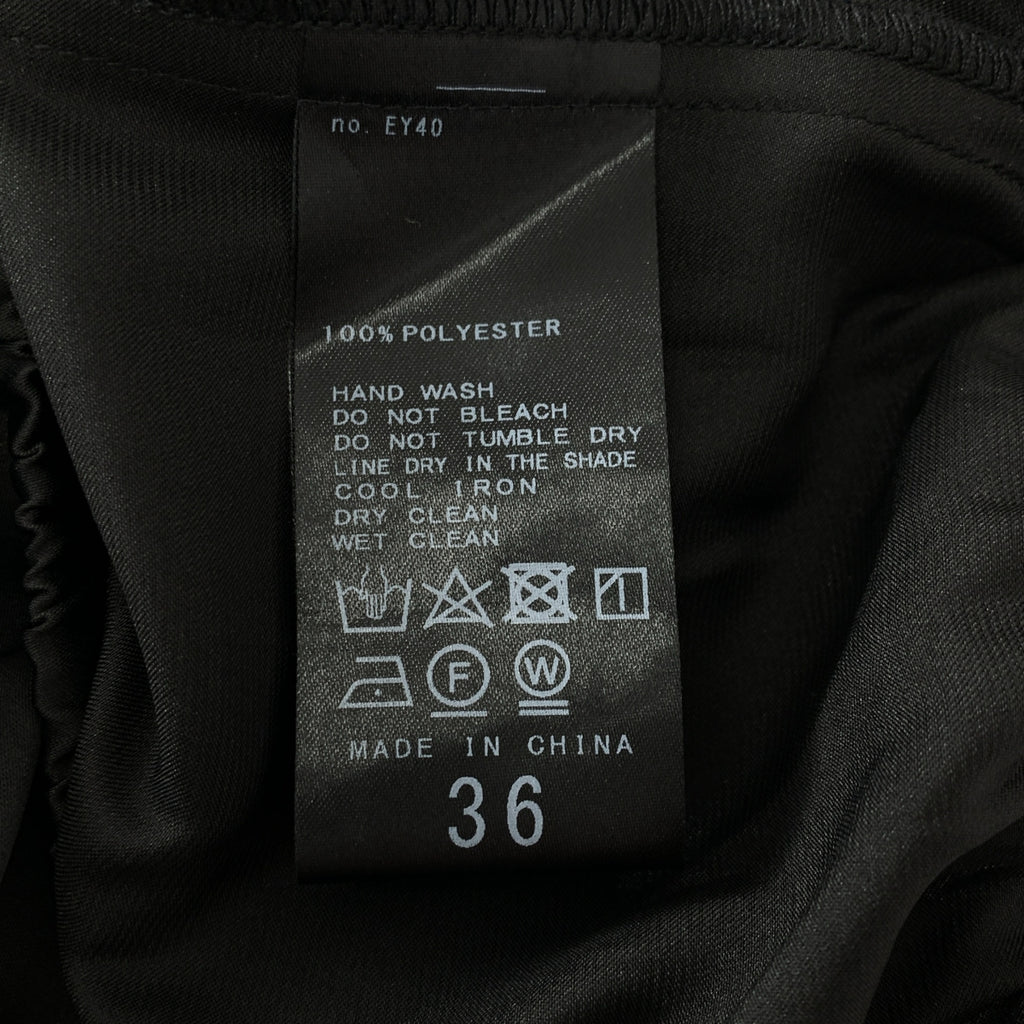 no. EY40
100% POLYESTER
HAND WASH
DO NOT BLEACH
DO NOT TUMBLE DRY
LINE DRY IN THE SHADE
COOL IRON
DRY CLEAN
WET CLEAN
F W
MADE IN CHINA
36